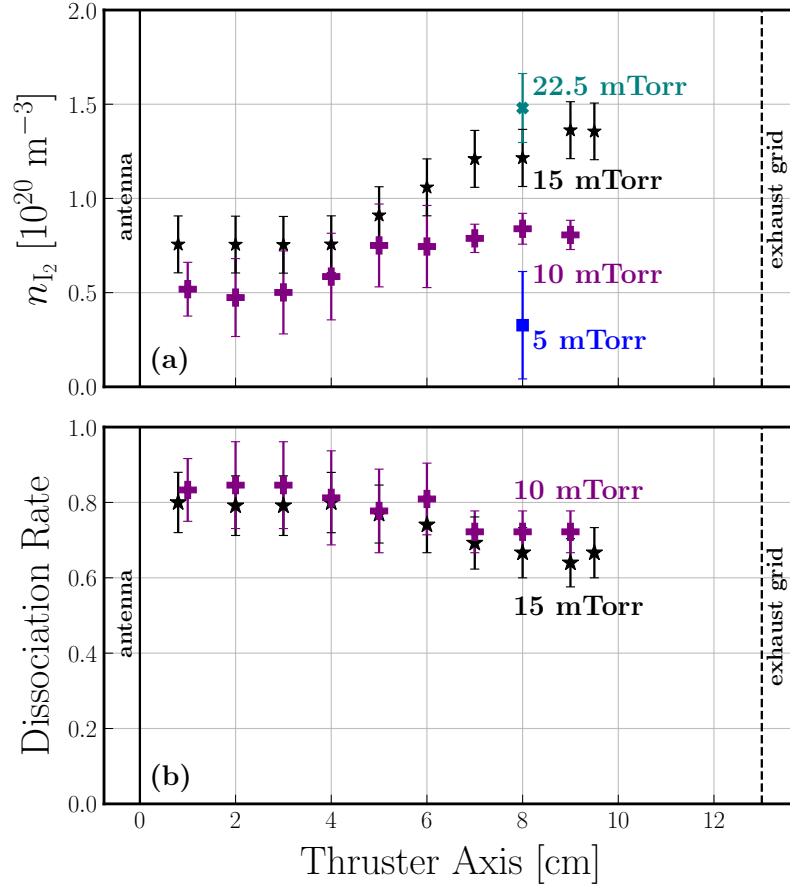 2.0
1.5
1.0
0.5
0.0
n_{I_2} [10^{20} m^{-3}]
antenna
22.5 mTorr
15 mTorr
10 mTorr
5 mTorr
exhaust grid
(a)
1.0
0.8
0.6
0.4
0.2
0.0
Dissociation Rate
antenna
10 mTorr
15 mTorr
exhaust grid
(b)
0 2 4 6 8 10 12
Thruster Axis [cm]